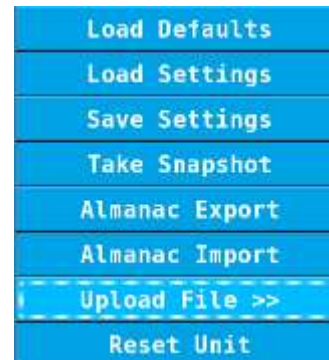 Load Defaults
Load Settings
Save Settings
Take Snapshot
Almanac Export
Almanac Import
Upload File >>
Reset Unit